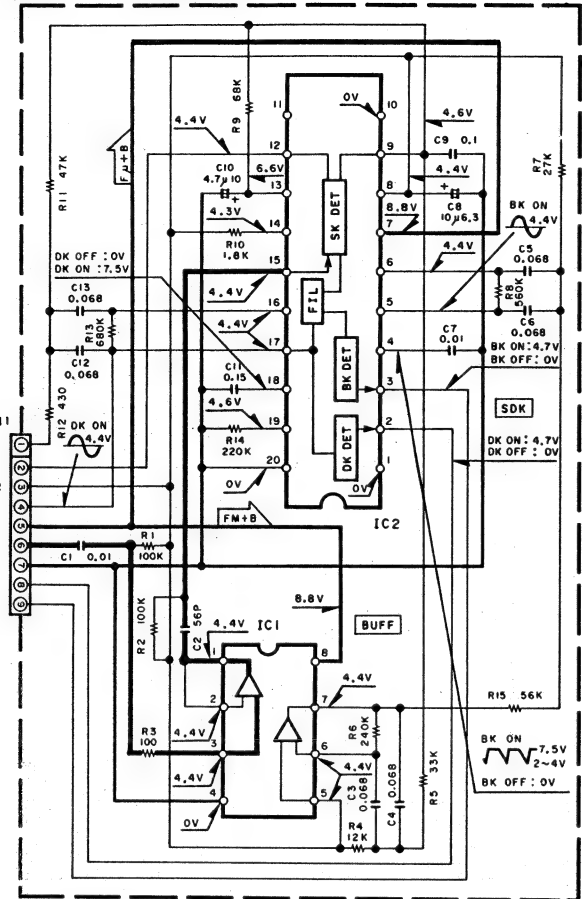 R9 68K
R11 47K
FM+B
4.4V
11
10
0V
4.6V
C9 0.1
R7 27K
12
9
C10
4.7μ10
+
6.6V
13
8
4.4V
+
C8
10μ6.3
4.3V
14
7
8.8V
SK DET
BK ON
4.4V
R10
1.8K
DK OFF : 0V
DK ON : 7.5V
15
4.4V
6
4.4V
C5
0.068
R8 560K
FIL
C13
0.068
R13 680K
16
4.4V
5
C6
0.068
C12
0.068
17
BK DET
4
C7
0.01
BK ON : 4.7V
BK OFF : 0V
C11
0.15
18
3
SDK
R12 430
DK ON
4.4V
4.6V
19
DK DET
2
DK ON : 4.7V
DK OFF : 0V
R14
220K
20
0V
1
0V
IC2
1
2
3
4
5
6
7
8
9
FM+B
C1 0.01
R1
100K
R2 100K
C2 56P
8.8V
IC1
BUFF
4.4V
1
8
2
4.4V
7
4.4V
R15 56K
R3
100
3
4.4V
R6
240K
6
4.4V
C3
0.068
C4 0.068
R5 33K
BK ON
7.5V
2~4V
BK OFF : 0V
4
0V
5
R4
12K